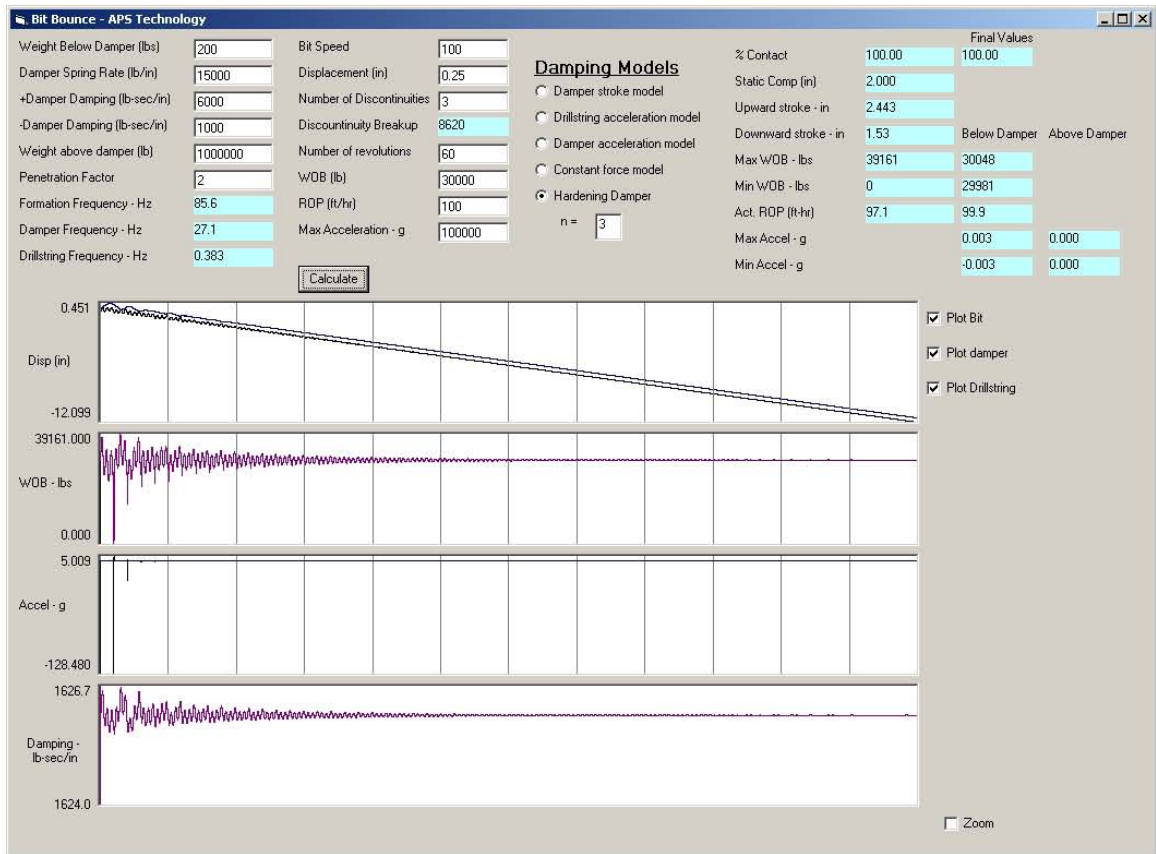 Bit Bounce - APS Technology
Weight Below Damper (lbs) 200
Damper Spring Rate (lb/in) 15000
+Damper Damping (lb-sec/in) 6000
-Damper Damping (lb-sec/in) 1000
Weight above damper (lb) 1000000
Penetration Factor 2
Formation Frequency - Hz 85.6
Damper Frequency - Hz 27.1
Drillstring Frequency - Hz 0.383
Bit Speed 100
Displacement (in) 0.25
Number of Discontinuities 3
Discountinuity Breakup 8620
Number of revolutions 60
WOB (lb) 30000
ROP (ft/hr) 100
Max Acceleration - g 100000
Calculate
Damping Models
Damper stroke model
Drillstring acceleration model
Damper acceleration model
Constant force model
Hardening Damper
n = 3
Final Values
% Contact 100.00 100.00
Static Comp (in) 2.000
Upward stroke - in 2.443
Downward stroke - in 1.53 Below Damper Above Damper
Max WOB - lbs 39161 30048
Min WOB - lbs 0 29981
Act. ROP (ft-hr) 97.1 99.9
Max Accel - g 0.003 0.000
Min Accel - g -0.003 0.000
0.451
Disp (in)
-12.099
Plot Bit
Plot damper
Plot Drillstring
39161.000
WOB - lbs
0.000
5.009
Accel - g
-128.480
1626.7
Damping -
lb-sec/in
1624.0
Zoom